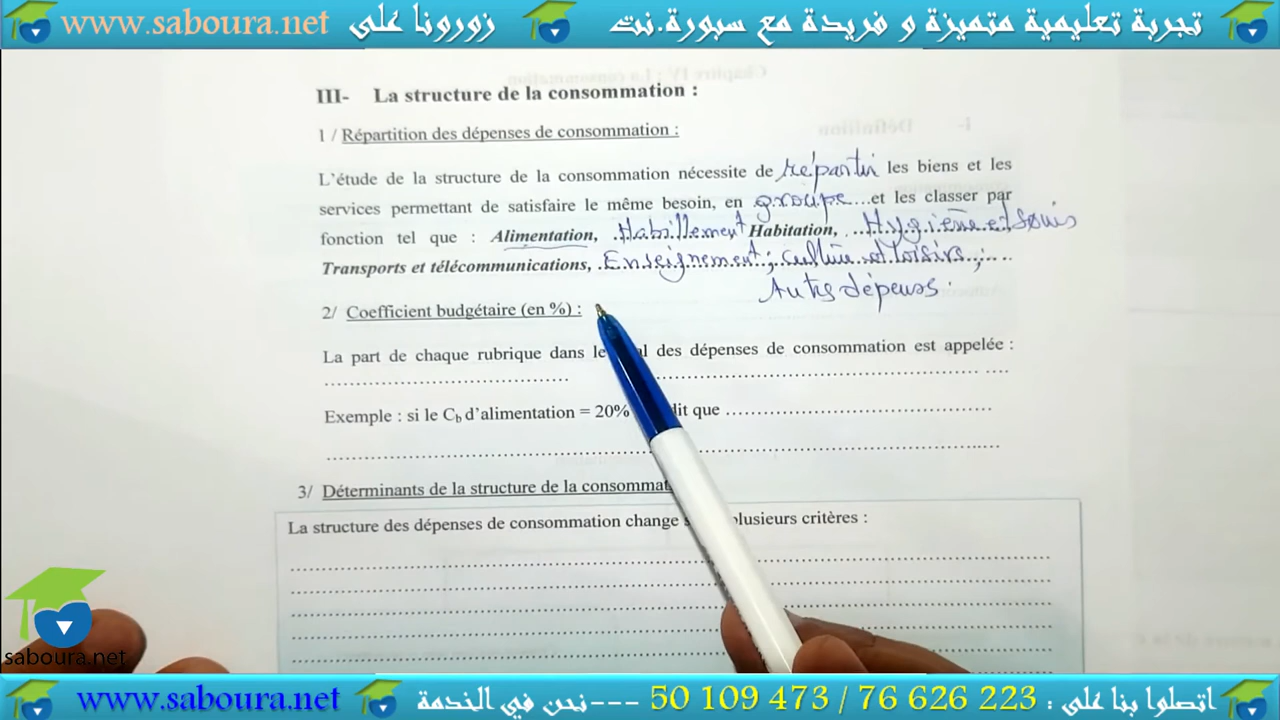 www.saboura.net زورونا على تجربة تعليمية متميزة و فريدة مع سبورة.نت
III- La structure de la consommation :
1 / Répartition des dépenses de consommation :
L'étude de la structure de la consommation nécessite de répartir les biens et les
services permettant de satisfaire le même besoin, en groupe...et les classer par
fonction tel que : Alimentation, Habillement Habitation, Hygiène et Soins
Transports et télécommunications, Enseignement ; culture et loisirs ;
Autres dépenses.
2/ Coefficient budgétaire (en %) :
La part de chaque rubrique dans le des dépenses de consommation est appelée :
Exemple : si le Cb d'alimentation = 20% dit que
3/ Déterminants de la structure de la
La structure des dépenses de consommation change plusieurs critères :
saboura.net
www.saboura.net اتصلوا بنا على : 50 109 473 / 76 626 223 ---نحن في الخدمة